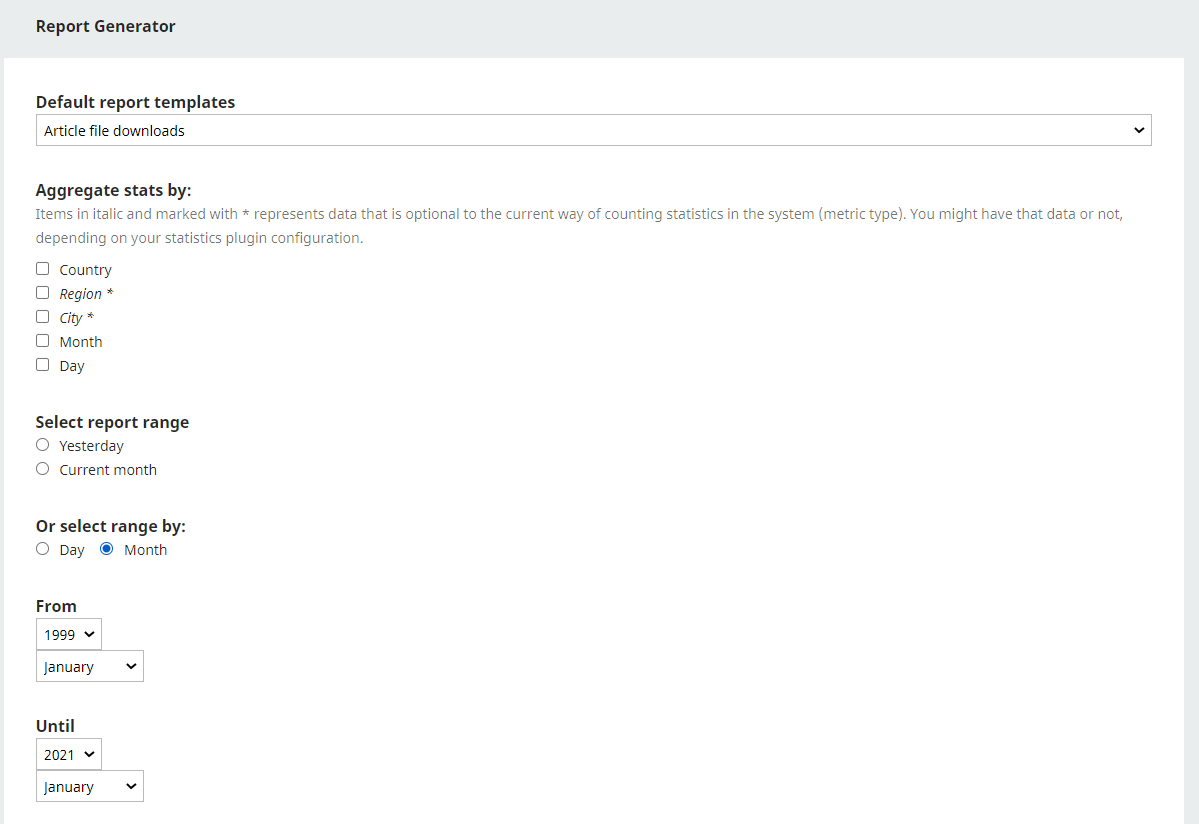 Report Generator
Default report templates
Article file downloads
Aggregate stats by:
Items in italic and marked with * represents data that is optional to the current way of counting statistics in the system (metric type). You might have that data or not,
depending on your statistics plugin configuration.
Country
Region *
City *
Month
Day
Select report range
Yesterday
Current month
Or select range by:
Day Month
From
1999
January
Until
2021
January